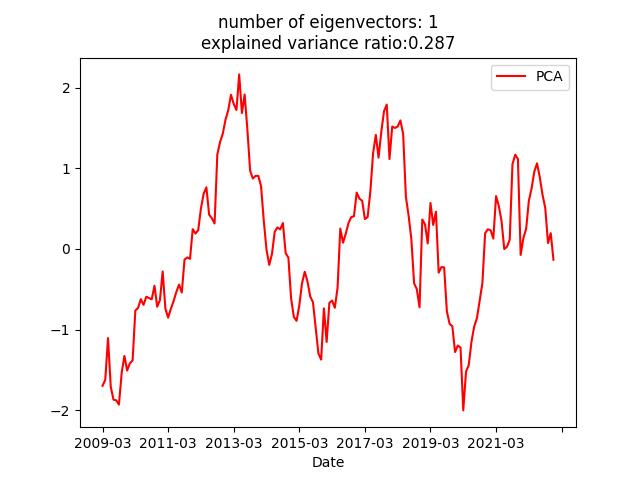 number of eigenvectors: 1
explained variance ratio:0.287
PCA
2
1
0
−1
−2
2009-03 2011-03 2013-03 2015-03 2017-03 2019-03 2021-03
Date